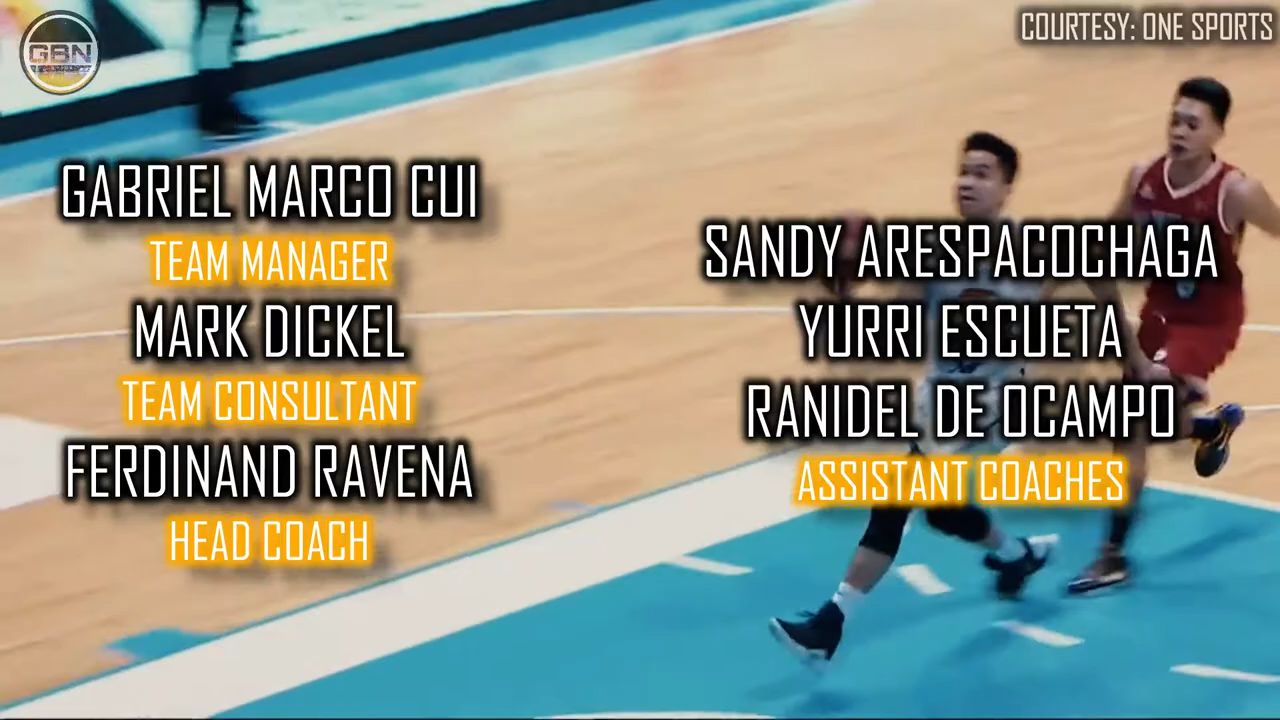 GBN
COURTESY: ONE SPORTS
GABRIEL MARCO CUI
TEAM MANAGER
MARK DICKEL
TEAM CONSULTANT
FERDINAND RAVENA
HEAD COACH
SANDY ARESPACOCHAGA
YURRI ESCUETA
RANIDEL DE OCAMPO
ASSISTANT COACHES